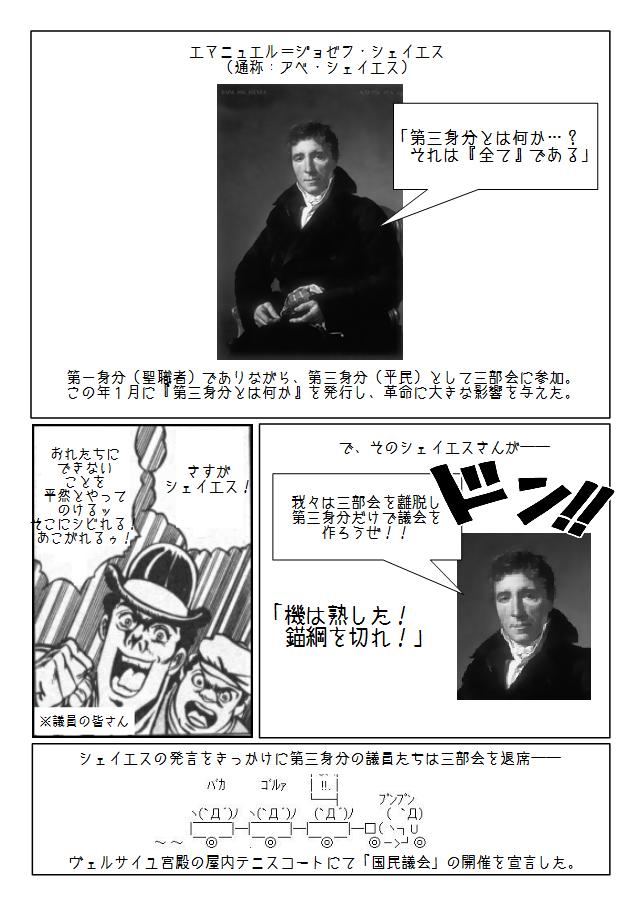 エマニュエル＝ジョゼフ・シェイエス
（通称：アベ・シェイエス）
「第三身分とは何か…？
それは『全て』である」
第一身分（聖職者）でありながら、第三身分（平民）として三部会に参加。
この年１月に『第三身分とは何か』を発行し、革命に大きな影響を与えた。
さすが
シェイエス！
おれたちに
できない
ことを
平然とやって
のけるッ
そこにシビれる！
あこがれるゥ！
※議員の皆さん
で、そのシェイエスさんが――
ドン!!
我々は三部会を離脱し
第三身分だけで議会を
作ろうぜ！！
「機は熟した！
錨綱を切れ！」
シェイエスの発言をきっかけに第三身分の議員たちは三部会を退席――
バカ　ゴルァ　!!.　プンプン
ヽ(`Д´)ﾉ ヽ(`Д´)ﾉ (`Д´) ( `Д)
ヴェルサイユ宮殿の屋内テニスコートにて「国民議会」の開催を宣言した。